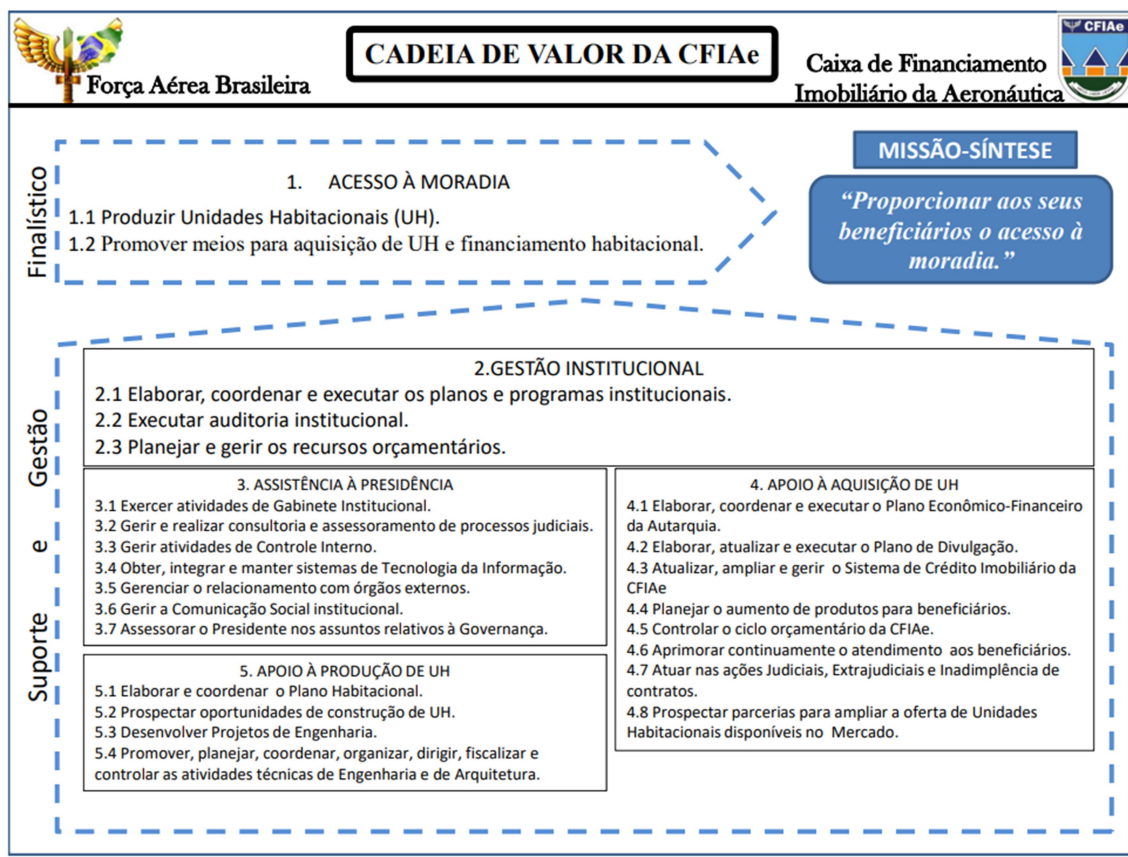 CADEIA DE VALOR DA CFIAe
Força Aérea Brasileira
Caixa de Financiamento
Imobiliário da Aeronáutica
CFIAe
Finalístico
1. ACESSO À MORADIA
1.1 Produzir Unidades Habitacionais (UH).
1.2 Promover meios para aquisição de UH e financiamento habitacional.
MISSÃO-SÍNTESE
“Proporcionar aos seus
beneficiários o acesso à
moradia.”
Suporte e Gestão
2.GESTÃO INSTITUCIONAL
2.1 Elaborar, coordenar e executar os planos e programas institucionais.
2.2 Executar auditoria institucional.
2.3 Planejar e gerir os recursos orçamentários.
3. ASSISTÊNCIA À PRESIDÊNCIA
3.1 Exercer atividades de Gabinete Institucional.
3.2 Gerir e realizar consultoria e assessoramento de processos judiciais.
3.3 Gerir atividades de Controle Interno.
3.4 Obter, integrar e manter sistemas de Tecnologia da Informação.
3.5 Gerenciar o relacionamento com órgãos externos.
3.6 Gerir a Comunicação Social institucional.
3.7 Assessorar o Presidente nos assuntos relativos à Governança.
4. APOIO À AQUISIÇÃO DE UH
4.1 Elaborar, coordenar e executar o Plano Econômico-Financeiro
da Autarquia.
4.2 Elaborar, atualizar e executar o Plano de Divulgação.
4.3 Atualizar, ampliar e gerir o Sistema de Crédito Imobiliário da
CFIAe
4.4 Planejar o aumento de produtos para beneficiários.
4.5 Controlar o ciclo orçamentário da CFIAe.
4.6 Aprimorar continuamente o atendimento aos beneficiários.
4.7 Atuar nas ações Judiciais, Extrajudiciais e Inadimplência de
contratos.
4.8 Prospectar parcerias para ampliar a oferta de Unidades
Habitacionais disponíveis no Mercado.
5. APOIO À PRODUÇÃO DE UH
5.1 Elaborar e coordenar o Plano Habitacional.
5.2 Prospectar oportunidades de construção de UH.
5.3 Desenvolver Projetos de Engenharia.
5.4 Promover, planejar, coordenar, organizar, dirigir, fiscalizar e
controlar as atividades técnicas de Engenharia e de Arquitetura.